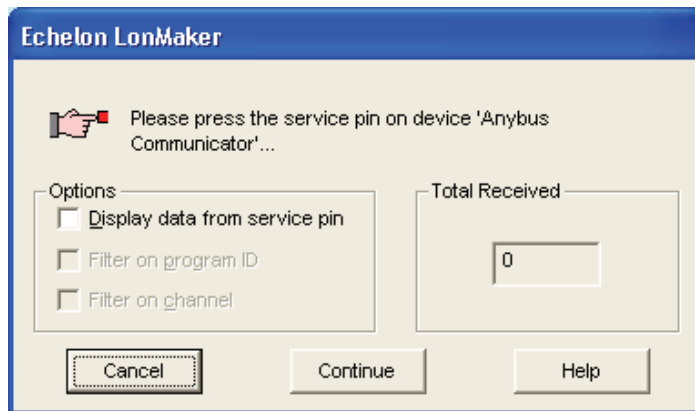 Echelon LonMaker
Please press the service pin on device 'Anybus
Communicator'...
Options
Display data from service pin
Filter on program ID
Filter on channel
Total Received
0
Cancel
Continue
Help